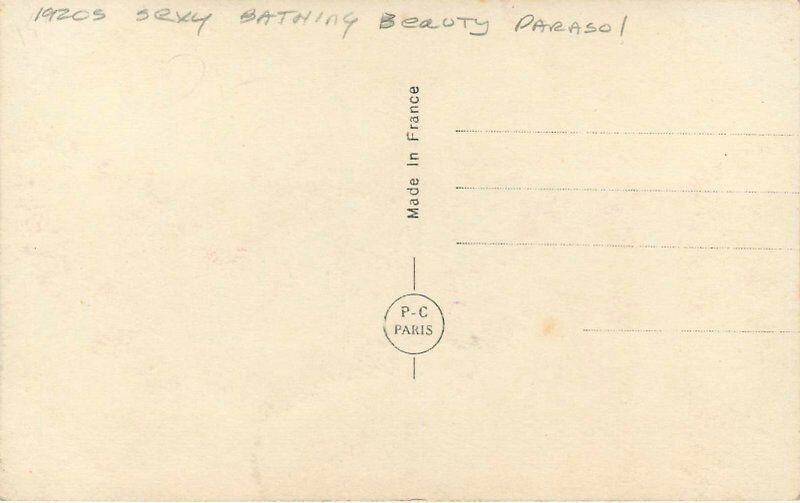 1920s Sexy Bathing Beauty Parasol
Made In France
P-C
PARIS